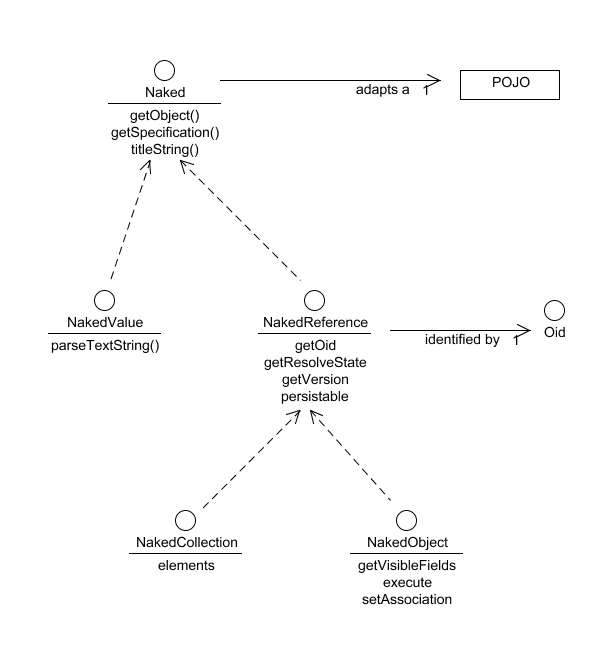 Naked
adapts a 1
POJO
getObject()
getSpecification()
titleString()
NakedValue
parseTextString()
NakedReference
getOid
getResolveState
getVersion
persistable
identified by 1
Oid
NakedCollection
elements
NakedObject
getVisibleFields
execute
setAssociation